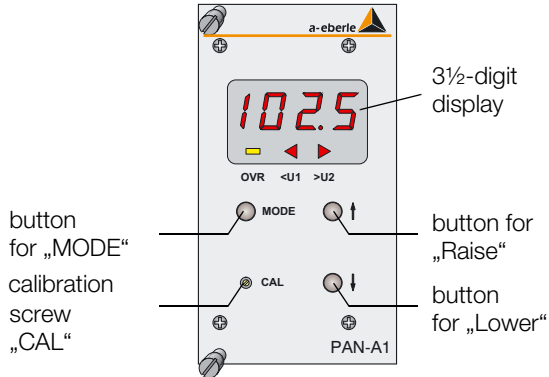 a-eberle
102.5
3½-digit
display
OVR <U1 >U2
button
for „MODE“
MODE
button for
„Raise“
calibration
screw
„CAL“
CAL
button
for „Lower“
PAN-A1